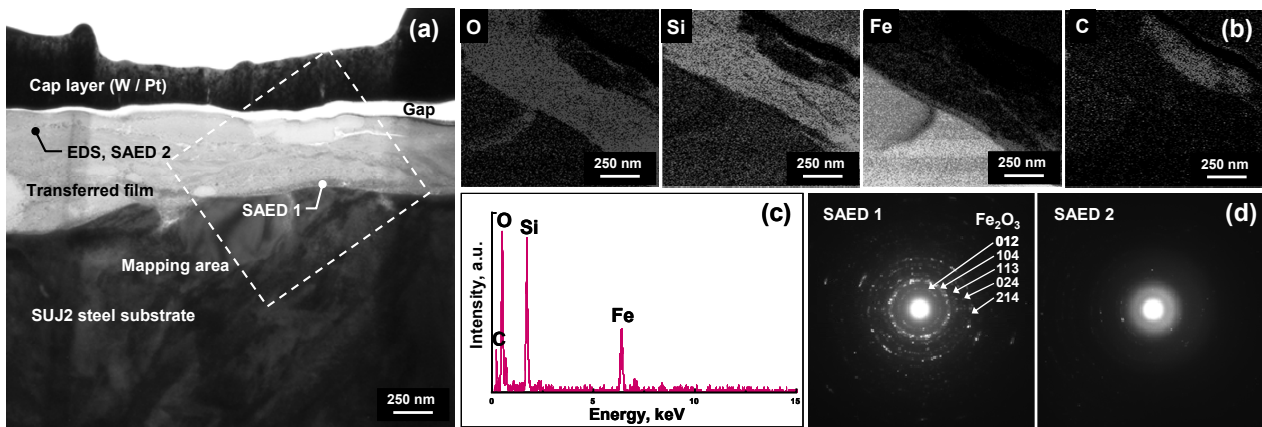 (a)
Cap layer (W / Pt)
Gap
EDS, SAED 2
Transferred film
SAED 1
Mapping area
SUJ2 steel substrate
250 nm
O
Si
Fe
C
(b)
250 nm
250 nm
250 nm
250 nm
(c)
Intensity, a.u.
O
Si
C
Fe
0
5
10
15
Energy, keV
SAED 1
Fe₂O₃
012
104
113
024
214
SAED 2
(d)